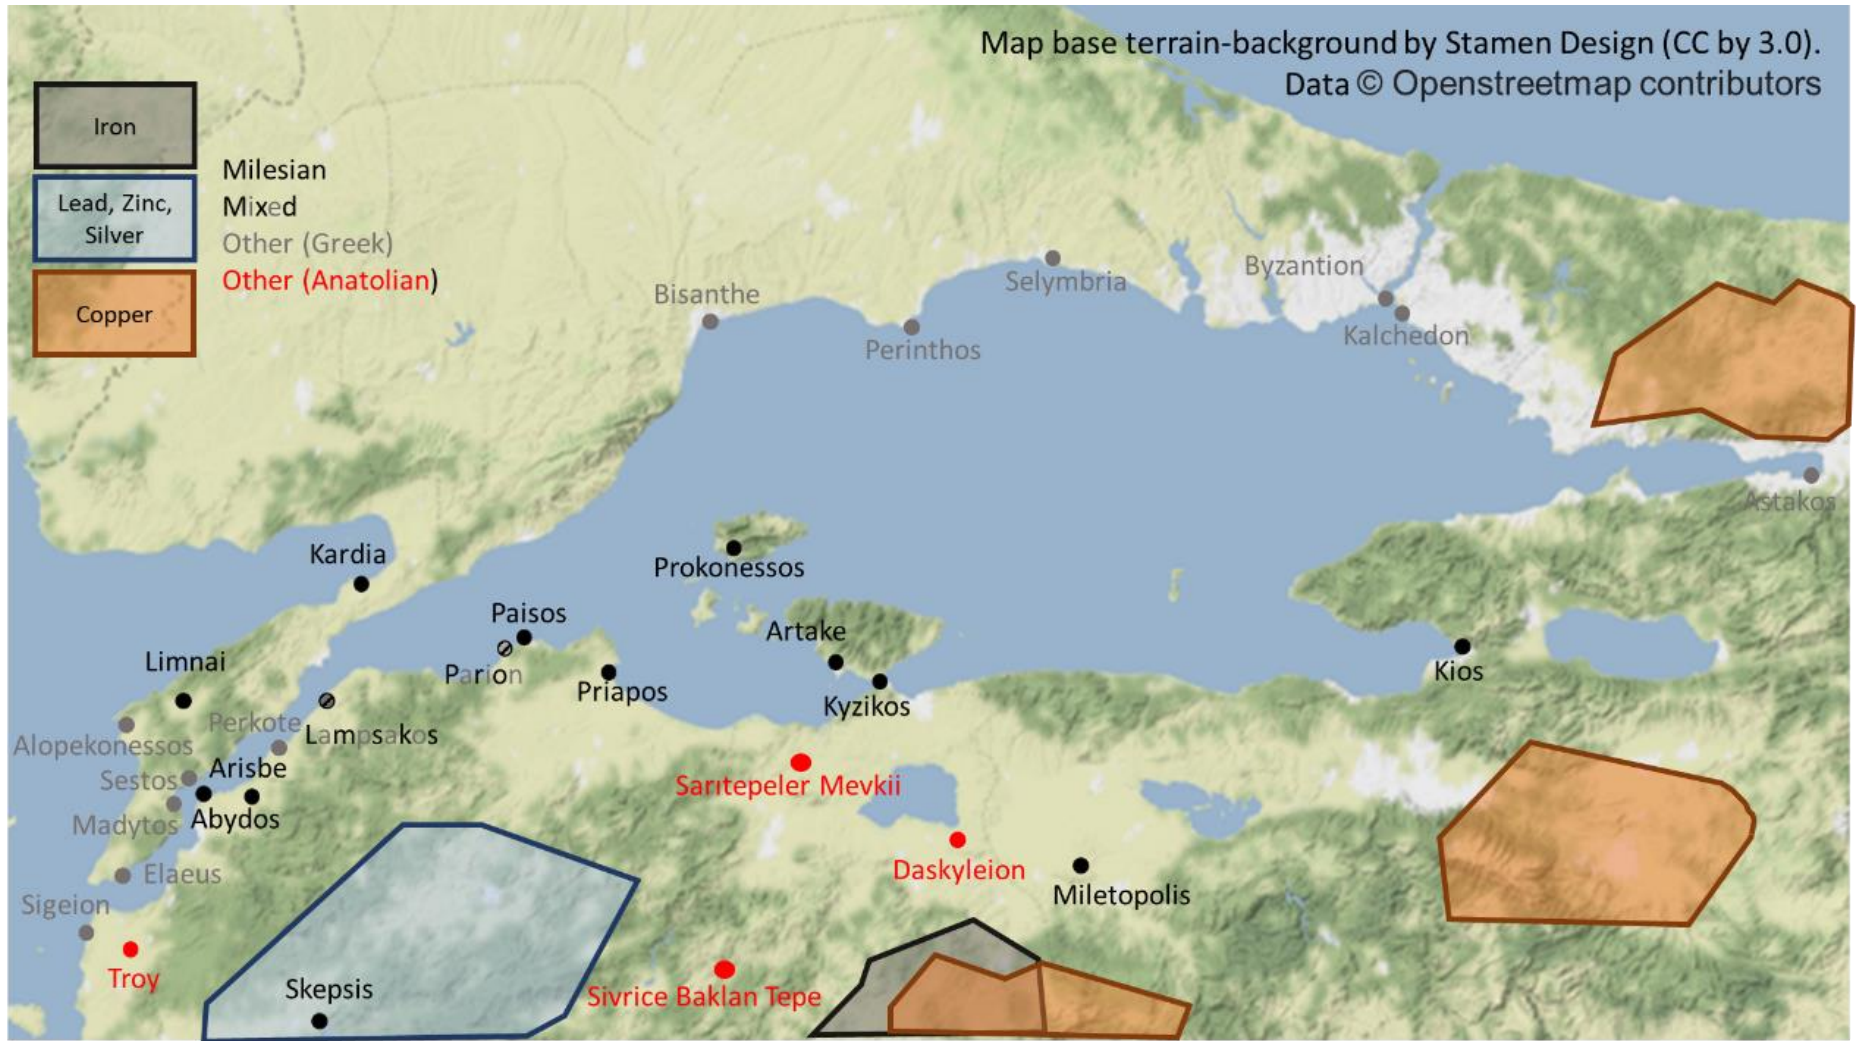 Map base terrain-background by Stamen Design (CC by 3.0).
Data © Openstreetmap contributors
Iron
Lead, Zinc,
Silver
Copper
Milesian
Mixed
Other (Greek)
Other (Anatolian)
Bisanthe
Selymbria
Byzantion
Perinthos
Kalchedon
Astakos
Kardia
Prokonessos
Paisos
Artake
Limnai
Parion
Priapos
Kios
Kyzikos
Perkote
Lampsakos
Alopekonessos
Arisbe
Sestos
Sarıtepeler Mevkii
Madytos
Abydos
Elaeus
Daskyleion
Miletopolis
Sigeion
Troy
Skepsis
Sivrice Baklan Tepe